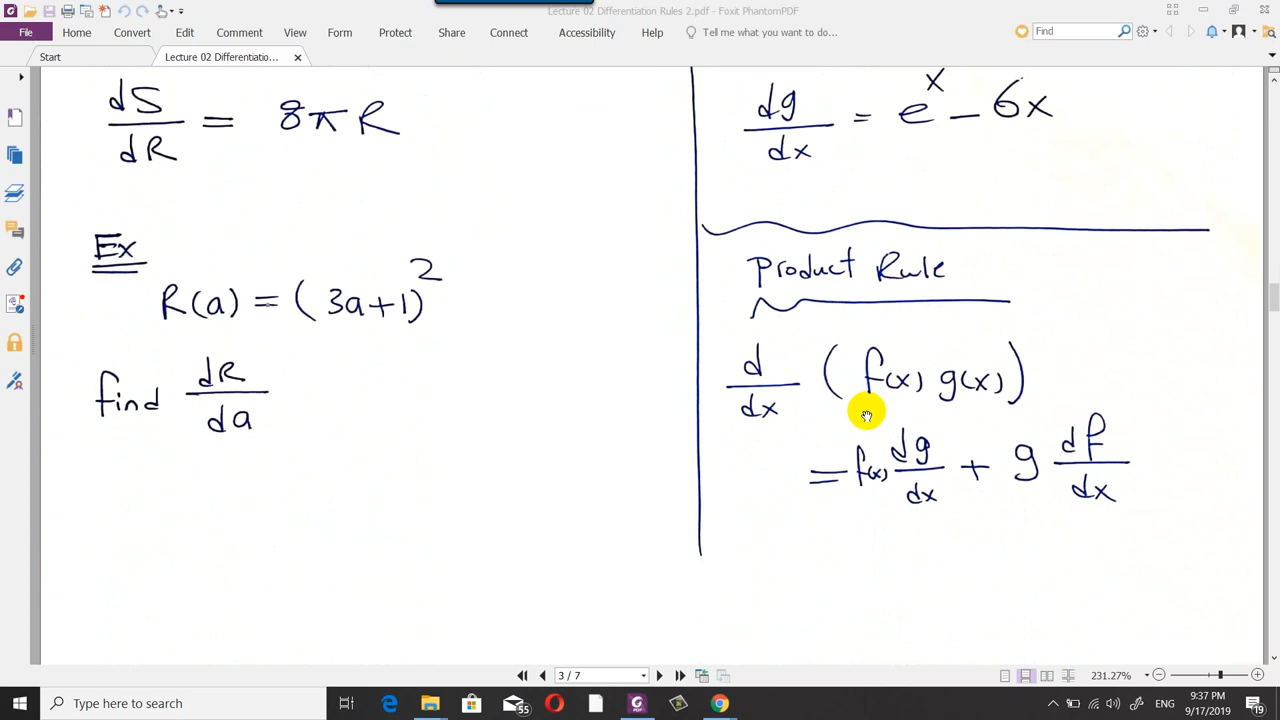 Lecture 02 Differentiation Rules 2.pdf - Foxit PhantomPDF
File Home Convert Edit Comment View Form Protect Share Connect Accessibility Help Tell me what you want to do... Find
Start Lecture 02 Differentiatio...
dS/dR = 8πR
Ex
R(a) = (3a+1)²
find dR/da
dg/dx = eˣ - 6x
Product Rule
d/dx (f(x) g(x))
= f(x) dg/dx + g df/dx
3 / 7 231.27%
Type here to search 55 ENG 9:37 PM 9/17/2019 19